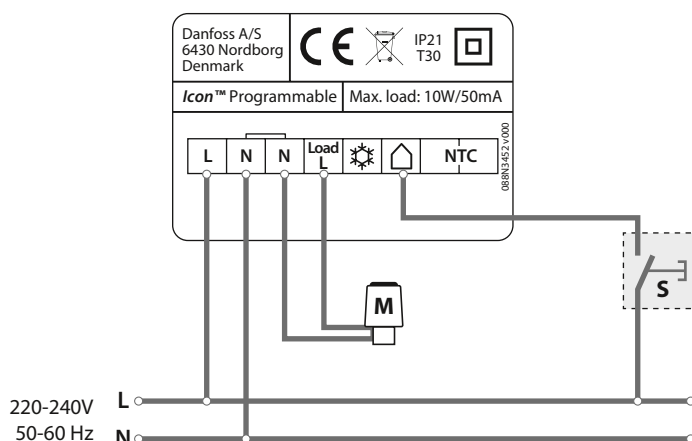 Danfoss A/S
6430 Nordborg
Denmark
CE
IP21
T30
Icon™ Programmable
Max. load: 10W/50mA
L N N Load L NTC
088N3452 v000
M
S
220-240V L
50-60 Hz N